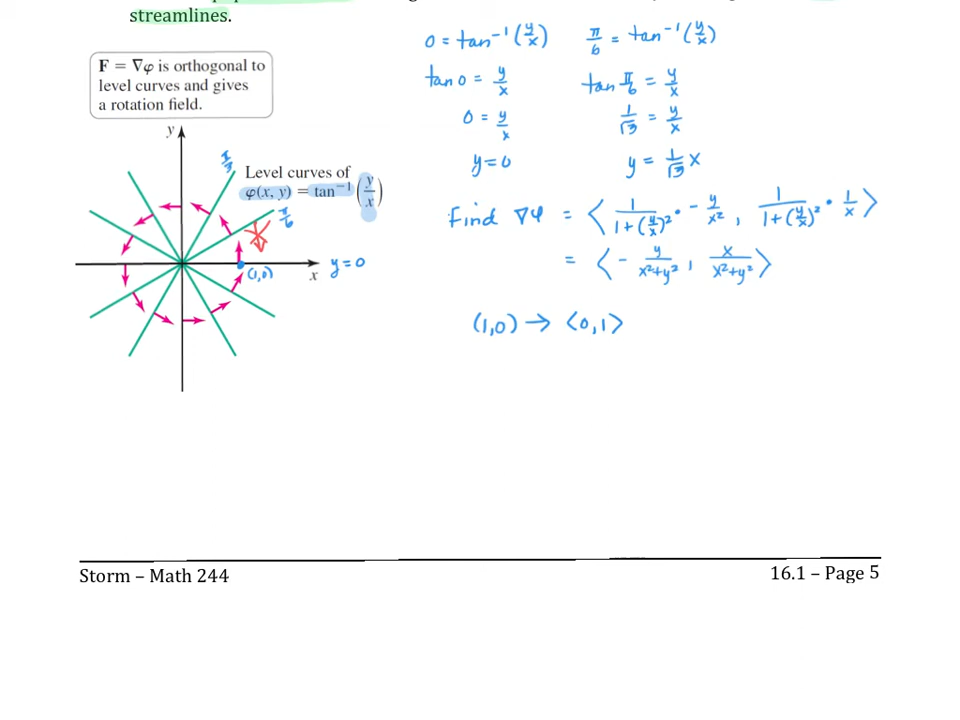 streamlines.
F = ∇φ is orthogonal to
level curves and gives
a rotation field.
y
π/3
Level curves of
φ(x, y) = tan⁻¹(y/x)
π/6
(1,0)
x
y=0
0 = tan⁻¹(y/x)
tan 0 = y/x
0 = y/x
y=0
π/6 = tan⁻¹(y/x)
tan π/6 = y/x
1/√3 = y/x
y = 1/√3 x
Find ∇φ = ⟨ 1/(1+(y/x)²) · - y/x² , 1/(1+(y/x)²) · 1/x ⟩
= ⟨ - y/(x²+y²) , x/(x²+y²) ⟩
(1,0) → ⟨0,1⟩
Storm – Math 244
16.1 – Page 5